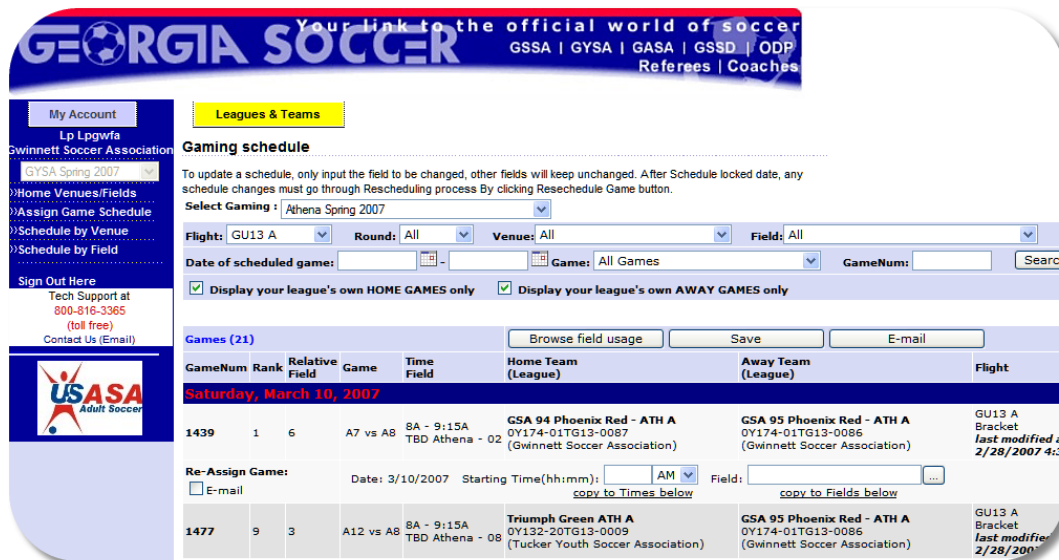 Your link to the official world of soccer
GEORGIA SOCCER
GSSA | GYSA | GASA | GSSD | ODP
Referees | Coaches
My Account
Leagues & Teams
Lp Lpgwfa
Gwinnett Soccer Association
GYSA Spring 2007
»Home Venues/Fields
»Assign Game Schedule
»Schedule by Venue
»Schedule by Field
Sign Out Here
Tech Support at
800-816-3365
(toll free)
Contact Us (Email)
USASA
Adult Soccer
Gaming schedule
To update a schedule, only input the field to be changed, other fields will keep unchanged. After Schedule locked date, any
schedule changes must go through Rescheduling process By clicking Resechedule Game button.
Select Gaming : Athena Spring 2007
Flight: GU13 A Round: All Venue: All Field: All
Date of scheduled game: - Game: All Games GameNum: Searc
Display your league's own HOME GAMES only Display your league's own AWAY GAMES only
Games (21) Browse field usage Save E-mail
GameNum Rank Relative Field Game Time Field Home Team (League) Away Team (League) Flight
Saturday, March 10, 2007
1439 1 6 A7 vs A8 8A - 9:15A TBD Athena - 02
GSA 94 Phoenix Red - ATH A
0Y174-01TG13-0087
(Gwinnett Soccer Association)
GSA 95 Phoenix Red - ATH A
0Y174-01TG13-0086
(Gwinnett Soccer Association)
GU13 A
Bracket
last modified
2/28/2007 4:3
Re-Assign Game:
E-mail
Date: 3/10/2007 Starting Time(hh:mm): AM Field: ...
copy to Times below copy to Fields below
1477 9 3 A12 vs A8 8A - 9:15A TBD Athena - 08
Triumph Green ATH A
0Y132-20TG13-0009
(Tucker Youth Soccer Association)
GSA 95 Phoenix Red - ATH A
0Y174-01TG13-0086
(Gwinnett Soccer Association)
GU13 A
Bracket
last modified
2/28/200